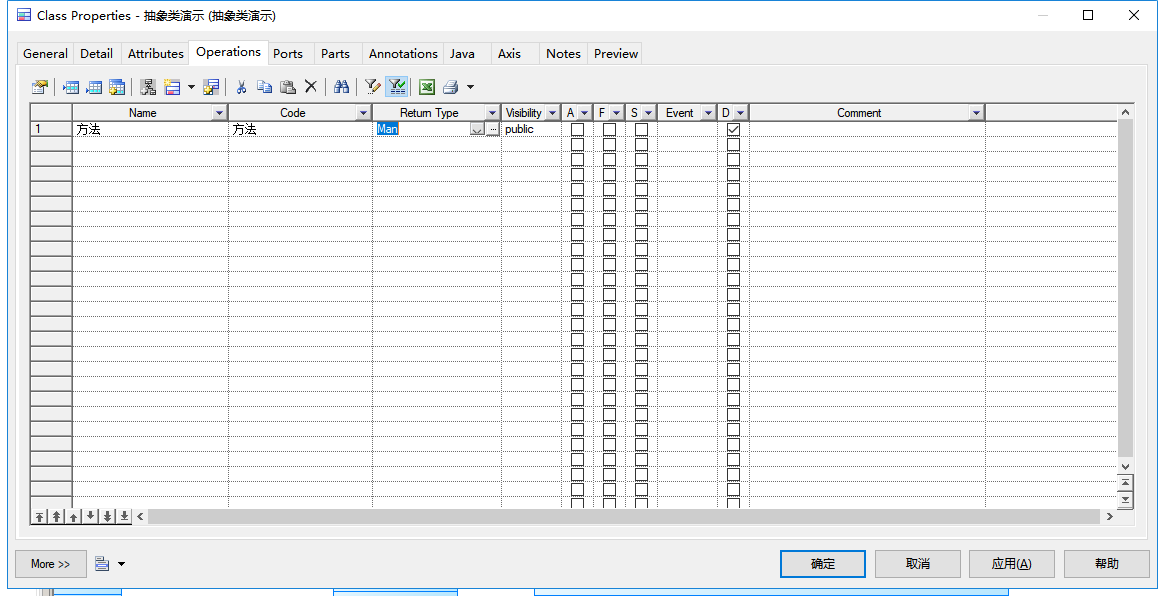 Class Properties - 抽象类演示 (抽象类演示)
General Detail Attributes Operations Ports Parts Annotations Java Axis Notes Preview
Name Code Return Type Visibility A F S Event D Comment
1 方法 方法 Man public
More >> 确定 取消 应用(A) 帮助